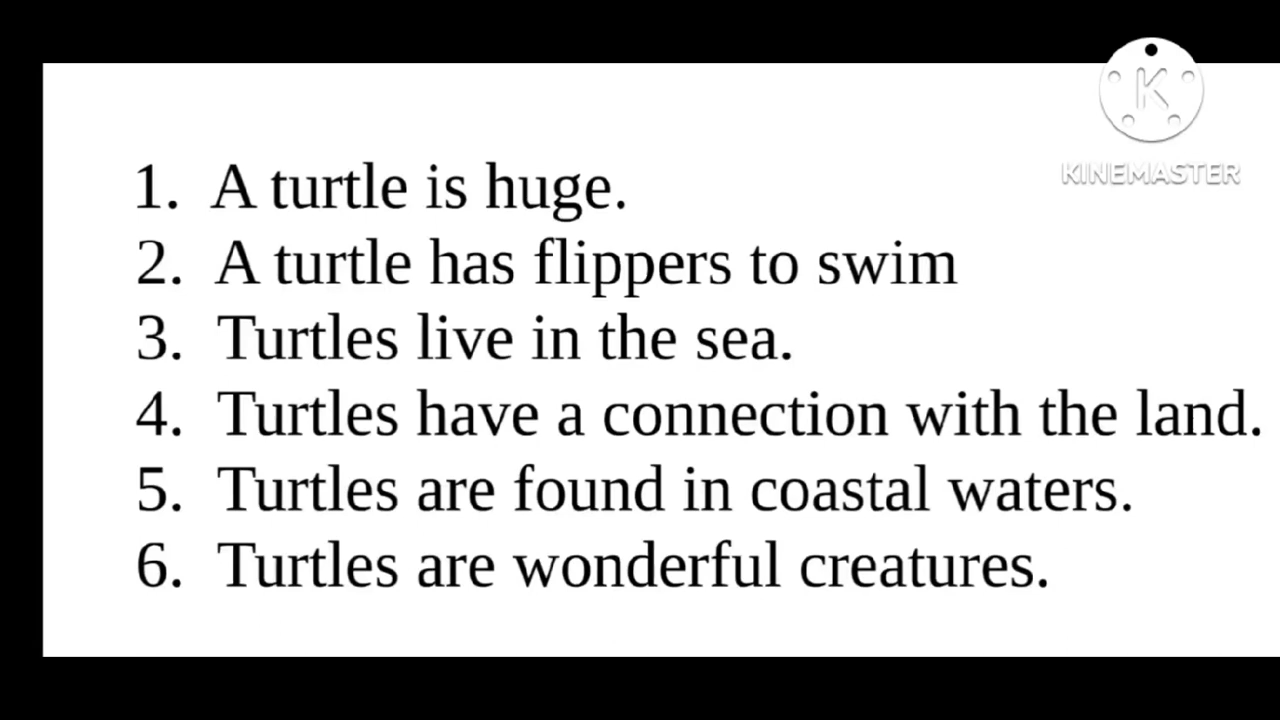 KINEMASTER
1. A turtle is huge.
2. A turtle has flippers to swim
3. Turtles live in the sea.
4. Turtles have a connection with the land.
5. Turtles are found in coastal waters.
6. Turtles are wonderful creatures.